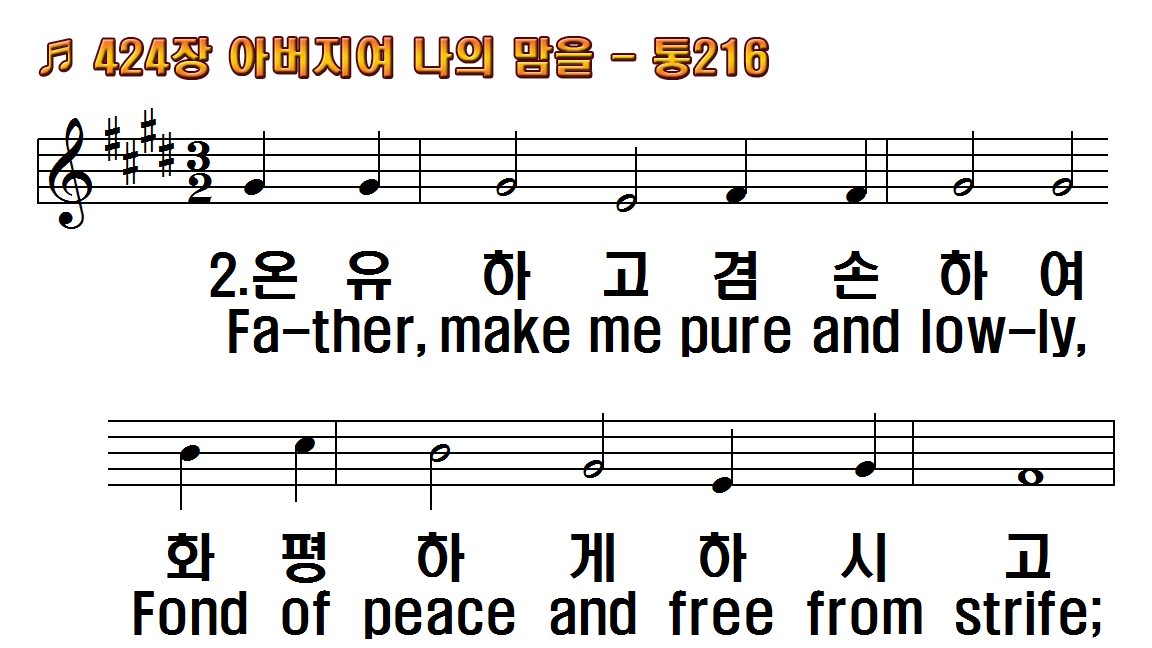 ♬ 424장 아버지여 나의 맘을 - 통216
3
2
2.온 유 하 고 겸 손 하 여
Fa-ther, make me pure and low-ly,
화 평 하 게 하 시 고
Fond of peace and free from strife;